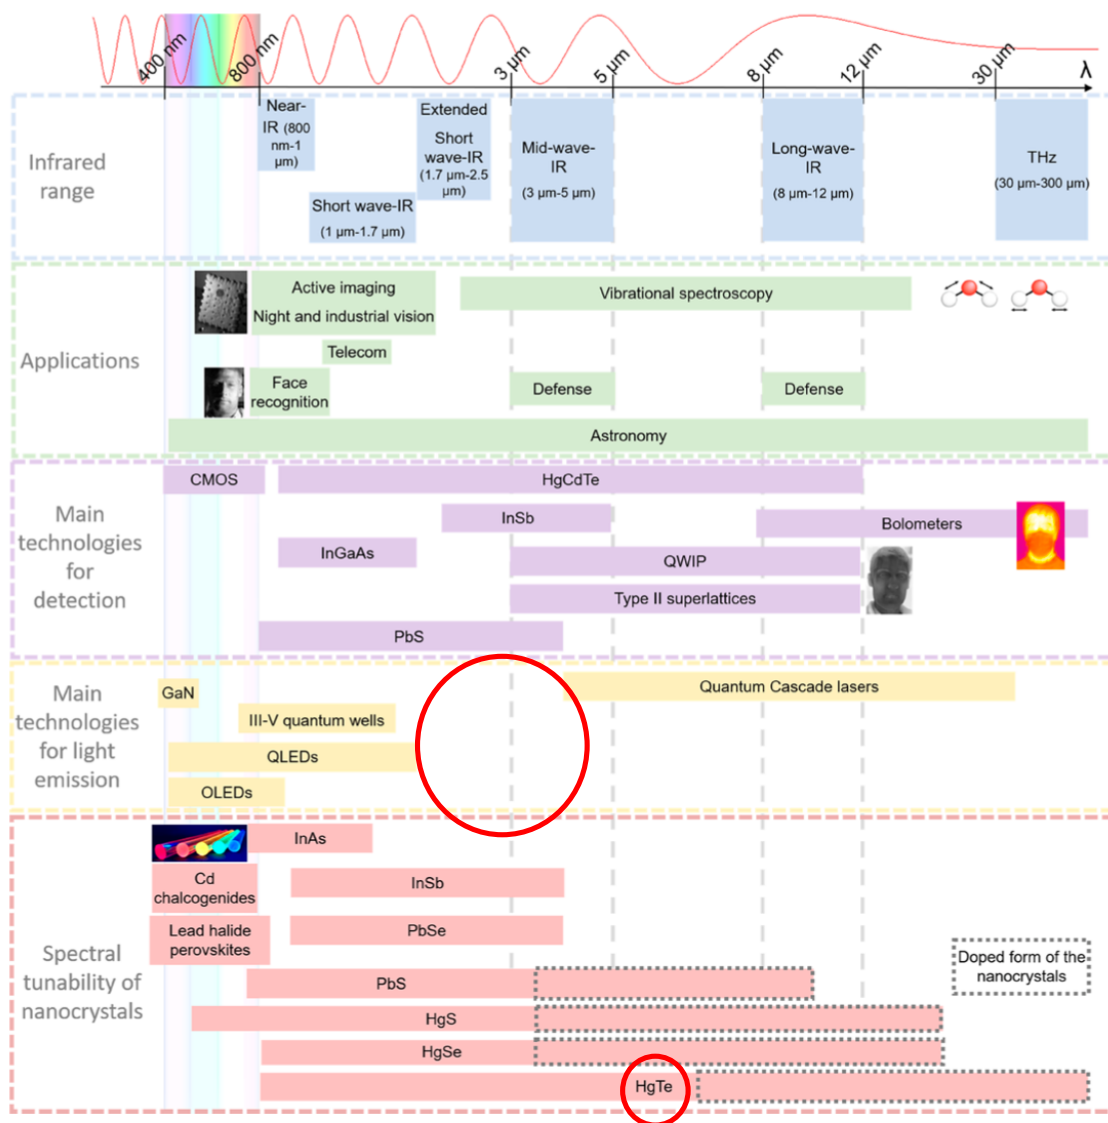 400 nm
800 nm
3 µm
5 µm
8 µm
12 µm
30 µm
λ
Infrared
range
Near-
IR (800
nm-1
µm)
Short wave-IR
(1 µm-1.7 µm)
Extended
Short
wave-IR
(1.7 µm-2.5
µm)
Mid-wave-
IR
(3 µm-5 µm)
Long-wave-
IR
(8 µm-12 µm)
THz
(30 µm-300 µm)
Applications
Active imaging
Night and industrial vision
Vibrational spectroscopy
Telecom
Face
recognition
Defense
Defense
Astronomy
Main
technologies
for
detection
CMOS
HgCdTe
InSb
Bolometers
InGaAs
QWIP
Type II superlattices
PbS
Main
technologies
for light
emission
GaN
Quantum Cascade lasers
III-V quantum wells
QLEDs
OLEDs
Spectral
tunability of
nanocrystals
InAs
Cd
chalcogenides
InSb
Lead halide
perovskites
PbSe
Doped form of the
nanocrystals
PbS
HgS
HgSe
HgTe